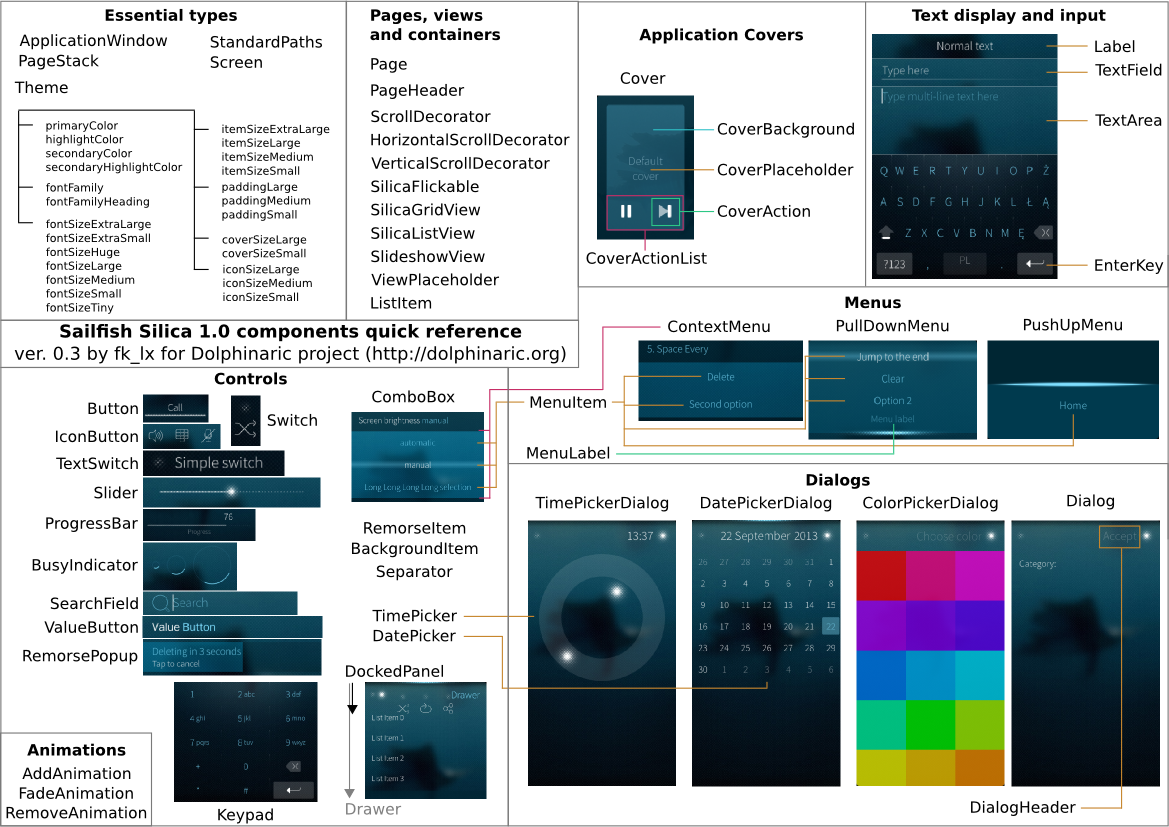 Essential types
ApplicationWindow
StandardPaths
PageStack
Screen
Theme
primaryColor
highlightColor
secondaryColor
secondaryHighlightColor
fontFamily
fontFamilyHeading
fontSizeExtraLarge
fontSizeExtraSmall
fontSizeHuge
fontSizeLarge
fontSizeMedium
fontSizeSmall
fontSizeTiny
itemSizeExtraLarge
itemSizeLarge
itemSizeMedium
itemSizeSmall
paddingLarge
paddingMedium
paddingSmall
coverSizeLarge
coverSizeSmall
iconSizeLarge
iconSizeMedium
iconSizeSmall
Pages, views
and containers
Page
PageHeader
ScrollDecorator
HorizontalScrollDecorator
VerticalScrollDecorator
SilicaFlickable
SilicaGridView
SilicaListView
SlideshowView
ViewPlaceholder
ListItem
Application Covers
Cover
Default
cover
CoverBackground
CoverPlaceholder
CoverAction
CoverActionList
Text display and input
Normal text
Label
Type here
TextField
Type multi-line text here
TextArea
Q W E R T Y U I O P Ż
A S D F G H J K L Ł Ą
Z X C V B N M Ę
?123 , PL .
EnterKey
Sailfish Silica 1.0 components quick reference
ver. 0.3 by fk_lx for Dolphinaric project (http://dolphinaric.org)
Menus
ContextMenu
PullDownMenu
PushUpMenu
5. Space Every
Delete
Second option
Jump to the end
Clear
Option 2
Menu label
Home
MenuItem
MenuLabel
Controls
Button
Call
Switch
IconButton
TextSwitch
Simple switch
Slider
ProgressBar
76
Progress
BusyIndicator
SearchField
Search
ValueButton
Value Button
RemorsePopup
Deleting in 3 seconds
Tap to cancel
ComboBox
Screen brightness manual
automatic
manual
Long Long Long Long selection
RemorseItem
BackgroundItem
Separator
TimePicker
DatePicker
DockedPanel
Drawer
List Item 0
List Item 1
List Item 2
List Item 3
Drawer
1 2 abc 3 def
4 ghi 5 jkl 6 mno
7 pqrs 8 tuv 9 wxyz
+ 0
* #
Keypad
Animations
AddAnimation
FadeAnimation
RemoveAnimation
Dialogs
TimePickerDialog
DatePickerDialog
ColorPickerDialog
Dialog
13:37
22 September 2013
26 27 28 29 30 31 1
2 3 4 5 6 7 8
9 10 11 12 13 14 15
16 17 18 19 20 21 22
23 24 25 26 27 28 29
30 1 2 3 4 5 6
Choose color
Accept
Category:
DialogHeader